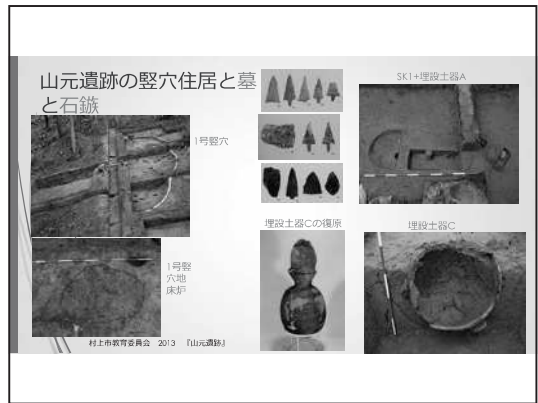 山元遺跡の竪穴住居と墓
と石鏃
SK1+埋設土器A
1号竪穴
埋設土器Cの復原
埋設土器C
1号竪
穴地
床炉
村上市教育委員会　2013　『山元遺跡』